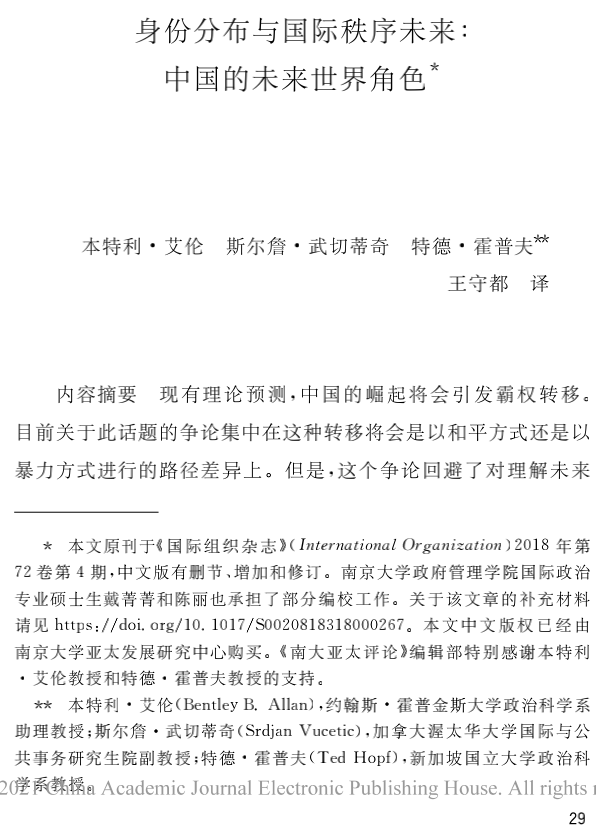 身份分布与国际秩序未来：
中国的未来世界角色*
本特利·艾伦　斯尔詹·武切蒂奇　特德·霍普夫**
王守都　译
内容摘要　现有理论预测，中国的崛起将会引发霸权转移。
目前关于此话题的争论集中在这种转移将会是以和平方式还是以
暴力方式进行的路径差异上。但是，这个争论回避了对理解未来
* 本文原刊于《国际组织杂志》（International Organization）2018 年第
72 卷第 4 期，中文版有删节、增加和修订。南京大学政府管理学院国际政治
专业硕士生戴菁菁和陈丽也承担了部分编校工作。关于该文章的补充材料
请见 https://doi.org/10.1017/S0020818318000267。本文中文版权已经由
南京大学亚太发展研究中心购买。《南大亚太评论》编辑部特别感谢本特利
·艾伦教授和特德·霍普夫教授的支持。
** 本特利·艾伦（Bentley B. Allan），约翰斯·霍普金斯大学政治科学系
助理教授；斯尔詹·武切蒂奇（Srdjan Vucetic），加拿大渥太华大学国际与公
共事务研究生院副教授；特德·霍普夫（Ted Hopf），新加坡国立大学政治科
学系教授。
2021 China Academic Journal Electronic Publishing House. All rights
29